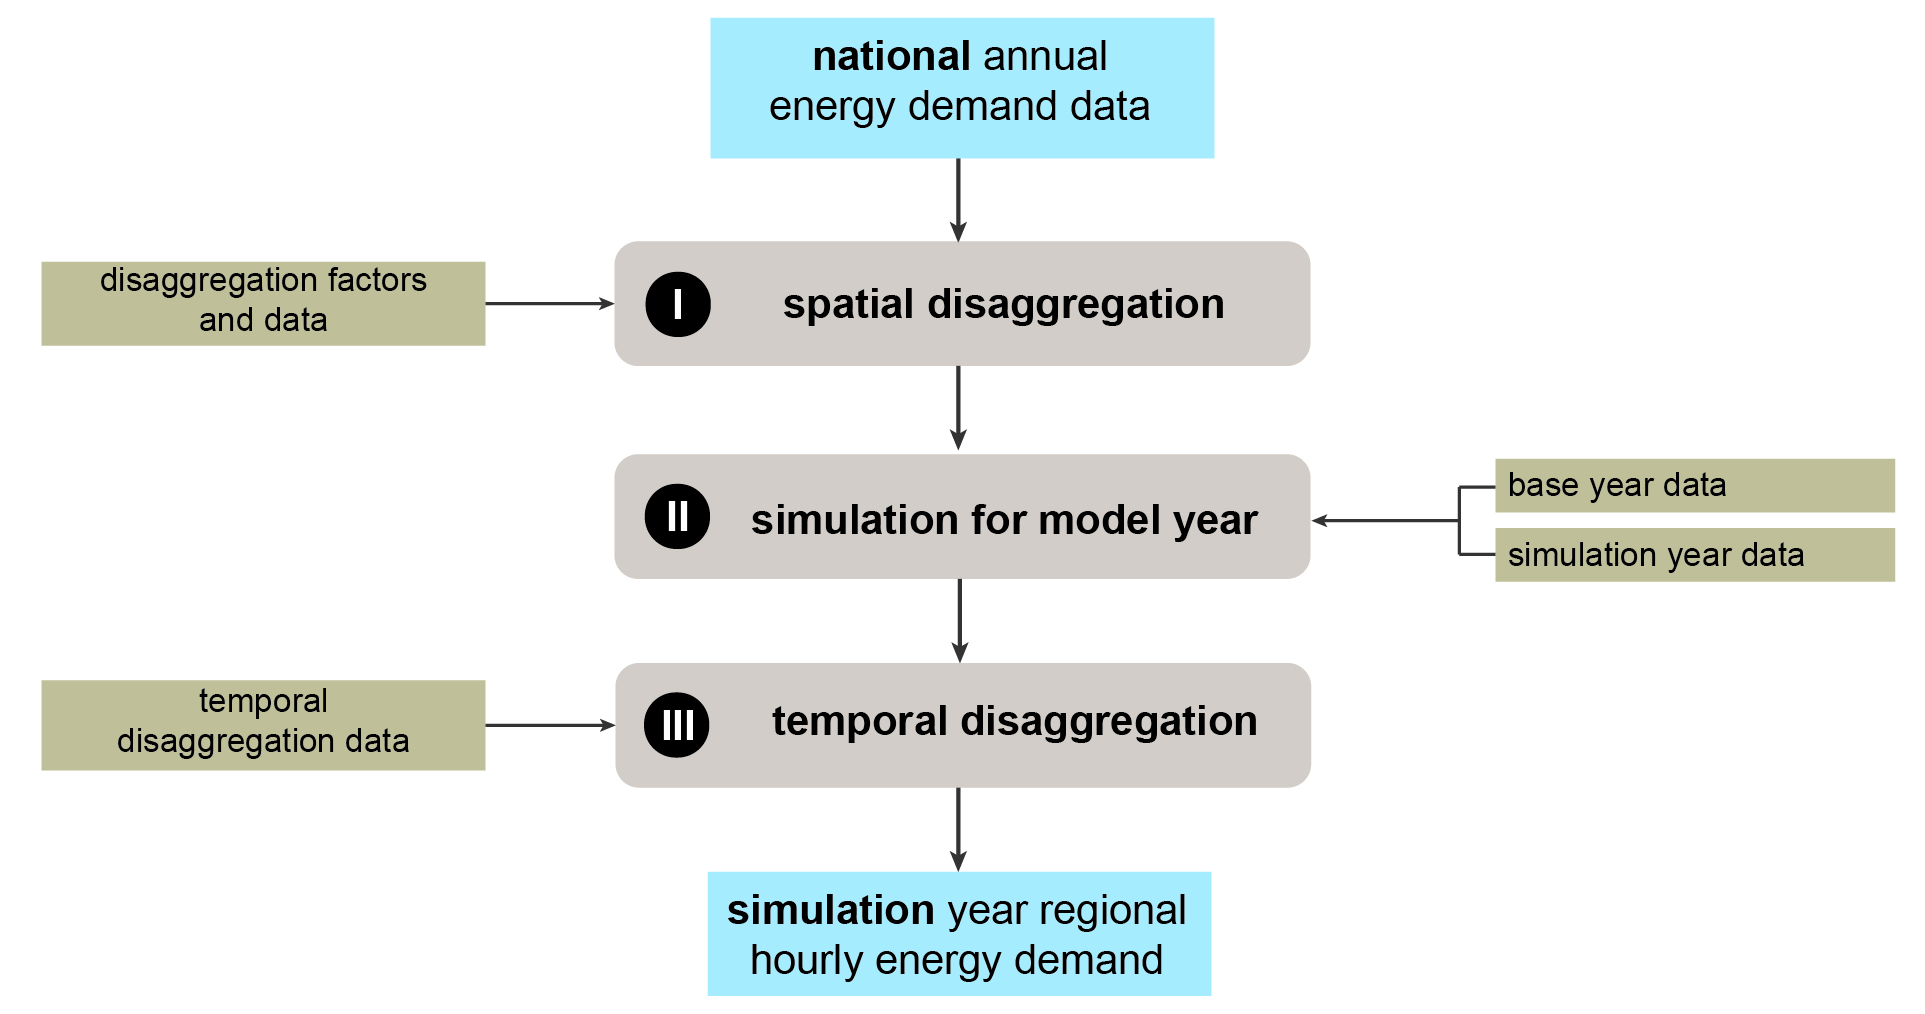 national annual
energy demand data
disaggregation factors
and data
I
spatial disaggregation
II
simulation for model year
base year data
simulation year data
temporal
disaggregation data
III
temporal disaggregation
simulation year regional
hourly energy demand